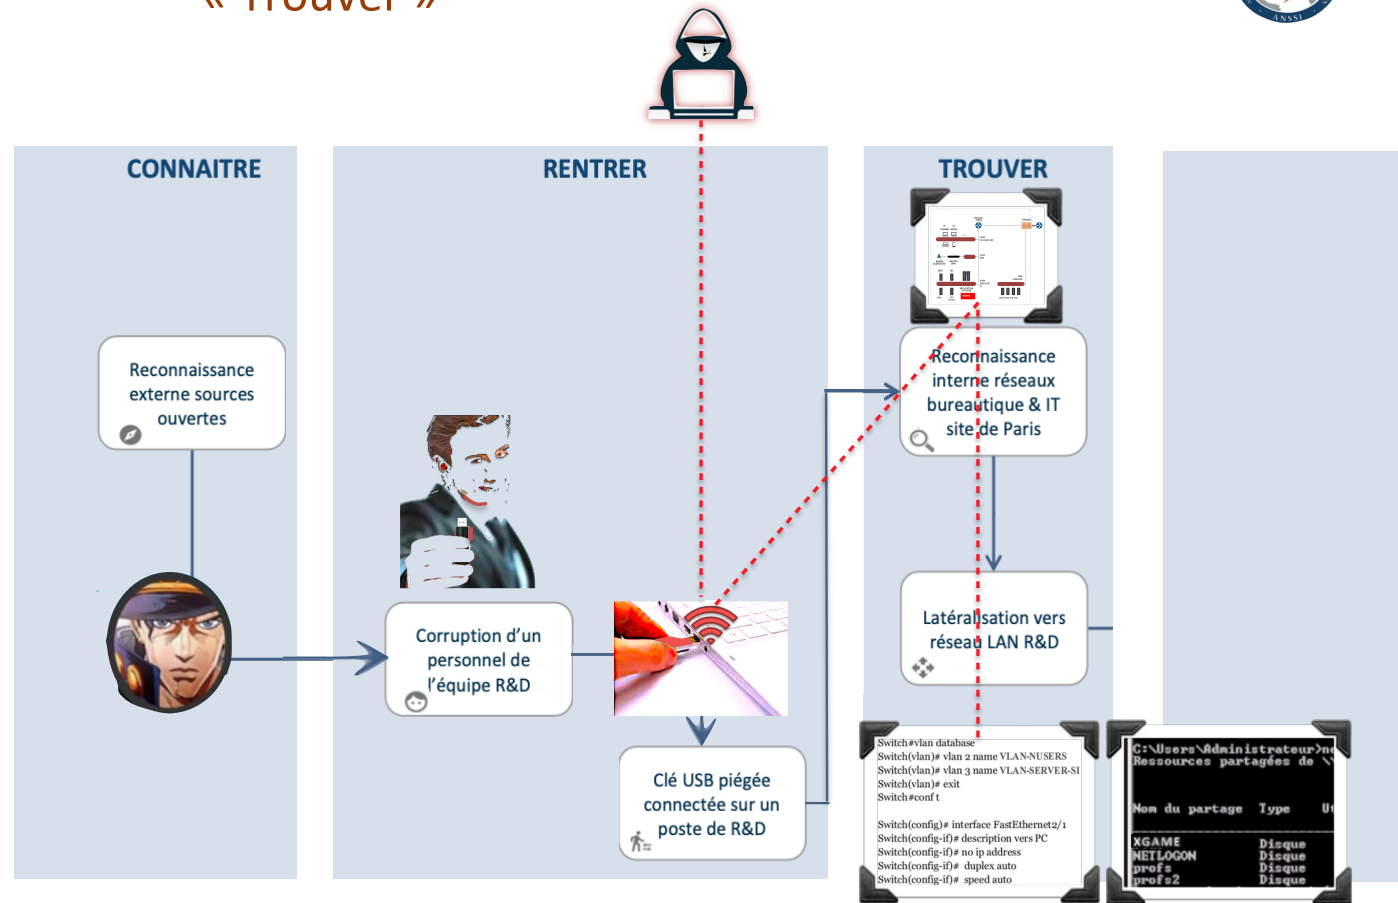 « Trouver »
ANSSI
CONNAITRE
RENTRER
TROUVER
Reconnaissance
externe sources
ouvertes
Corruption d’un
personnel de
l’équipe R&D
Clé USB piégée
connectée sur un
poste de R&D
Reconnaissance
interne réseaux
bureautique & IT
site de Paris
Latéralisation vers
réseau LAN R&D
Switch#vlan database
Switch(vlan)# vlan 2 name VLAN-NUSERS
Switch(vlan)# vlan 3 name VLAN-SERVER-SI
Switch(vlan)# exit
Switch#conf t
Switch(config)# interface FastEthernet2/1
Switch(config-if)# description vers PC
Switch(config-if)# no ip address
Switch(config-if)# duplex auto
Switch(config-if)# speed auto
C:\Users\Administrateur>ne
Ressources partagées de \
Nom du partage Type Ut
XGAME Disque
NETLOGON Disque
profs Disque
profs2 Disque